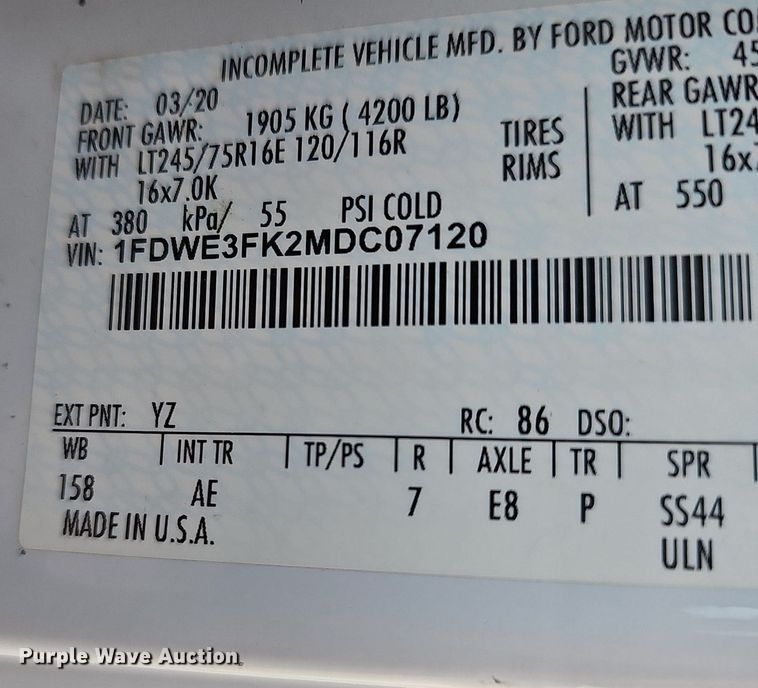 INCOMPLETE VEHICLE MFD. BY FORD MOTOR CO
GVWR: 45
DATE: 03/20
FRONT GAWR: 1905 KG ( 4200 LB)
WITH LT245/75R16E 120/116R
16x7.0K
AT 380 kPa/ 55 PSI COLD
TIRES
RIMS
REAR GAWR
WITH LT24
16x7
AT 550
VIN: 1FDWE3FK2MDC07120
EXT PNT: YZ RC: 86 DSO:
WB INT TR TP/PS R AXLE TR SPR
158 AE 7 E8 P SS44
MADE IN U.S.A. ULN
Purple Wave Auction